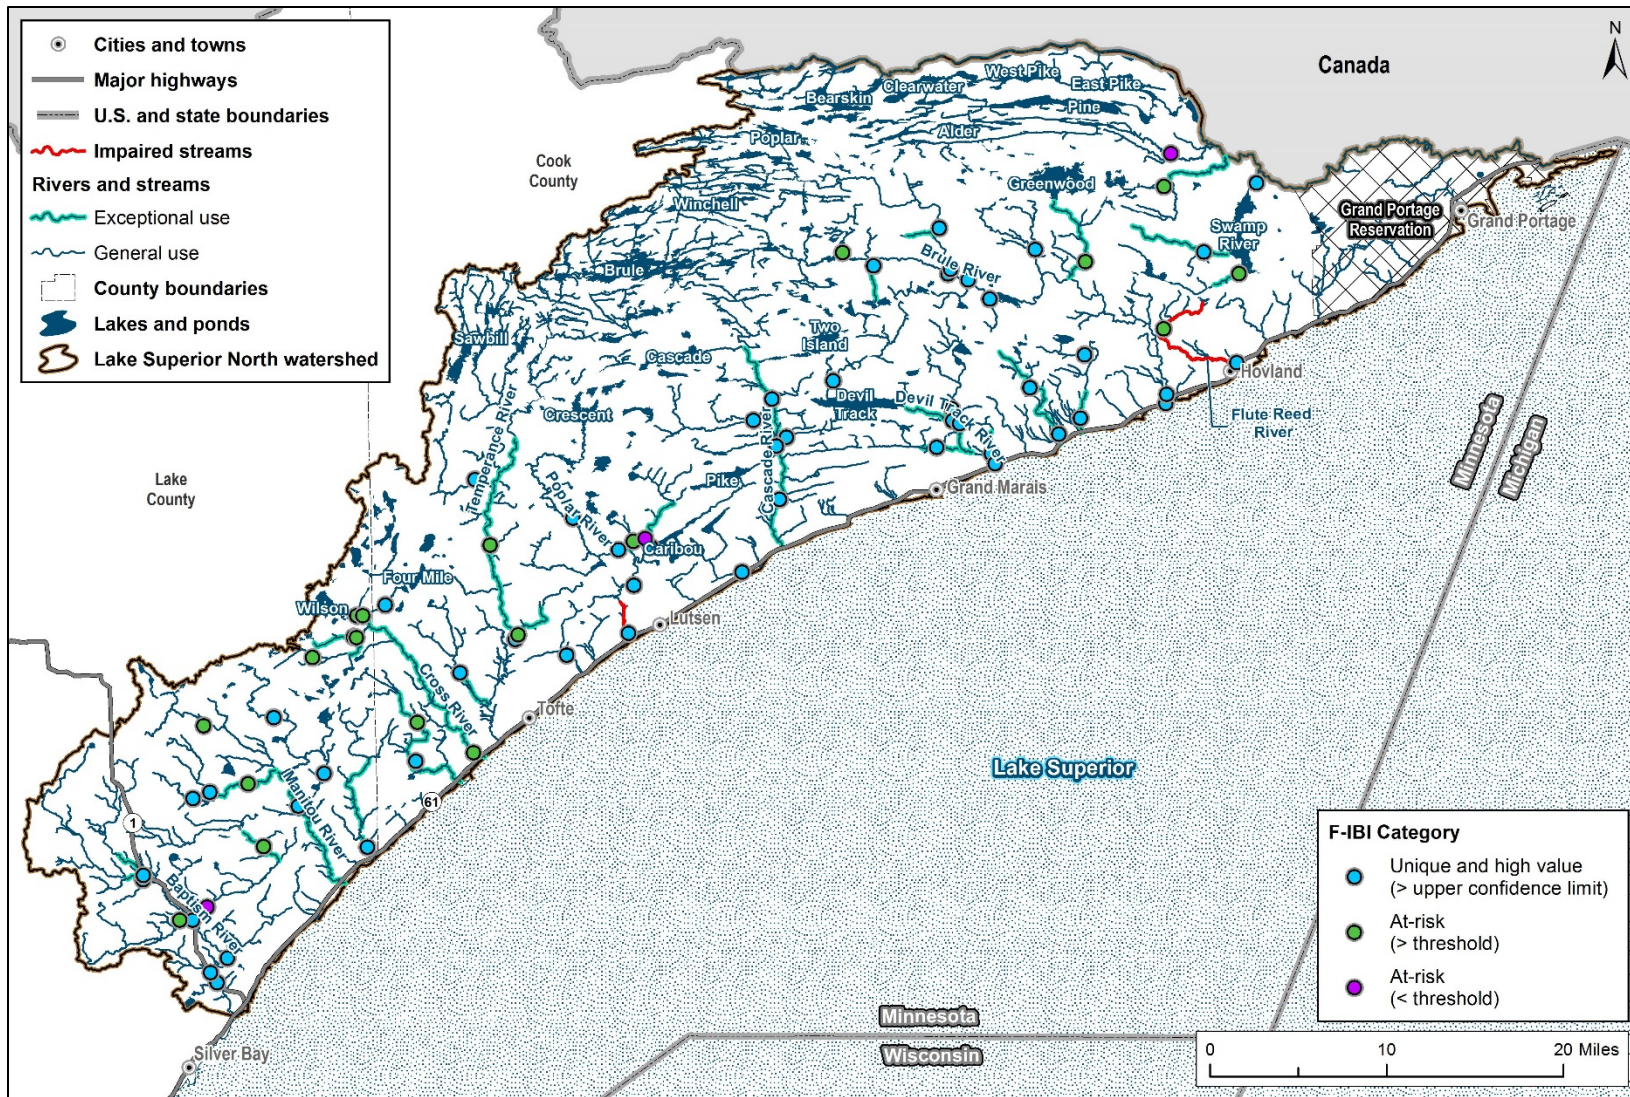 Cities and towns
Major highways
U.S. and state boundaries
Impaired streams
Rivers and streams
Exceptional use
General use
County boundaries
Lakes and ponds
Lake Superior North watershed
N
Canada
Cook
County
Lake
County
West Pike
East Pike
Clearwater
Bearskin
Pine
Alder
Poplar
Greenwood
Winchell
Grand Portage
Reservation
Grand Portage
Swamp
River
Brule River
Brule
Sawbill
Two
Island
Cascade
Hovland
Flute Reed
River
Devil
Track
Devil Track River
Crescent
Temperance River
Cascade River
Pike
Grand Marais
Poplar River
Caribou
Four Mile
Wilson
Lutsen
Cross River
Tofte
Manitou River
61
1
Baptism River
Silver Bay
Lake Superior
Minnesota
Michigan
Minnesota
Wisconsin
F-IBI Category
Unique and high value
(> upper confidence limit)
At-risk
(> threshold)
At-risk
(< threshold)
0 10 20 Miles